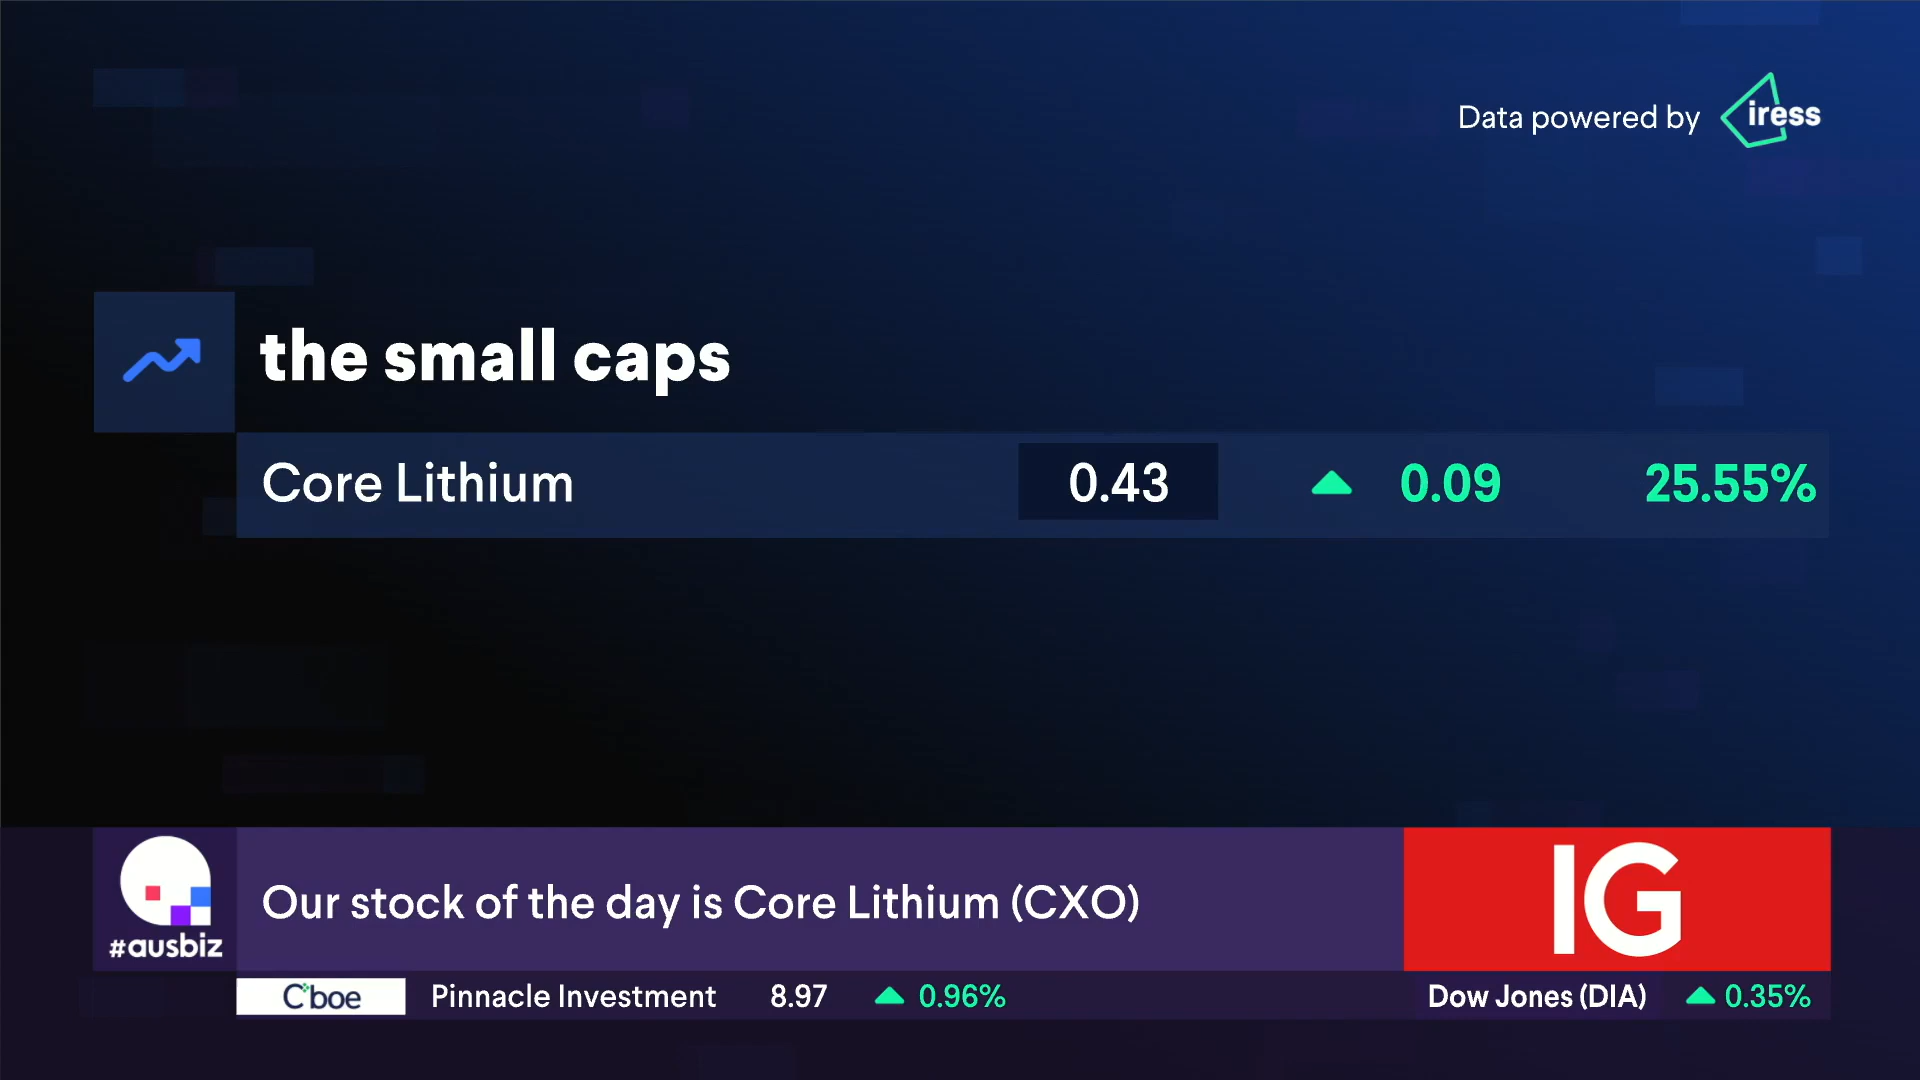 Data powered by iress
the small caps
Core Lithium 0.43 0.09 25.55%
Our stock of the day is Core Lithium (CXO)
IG
#ausbiz
Cboe Pinnacle Investment 8.97 0.96% Dow Jones (DIA) 0.35%